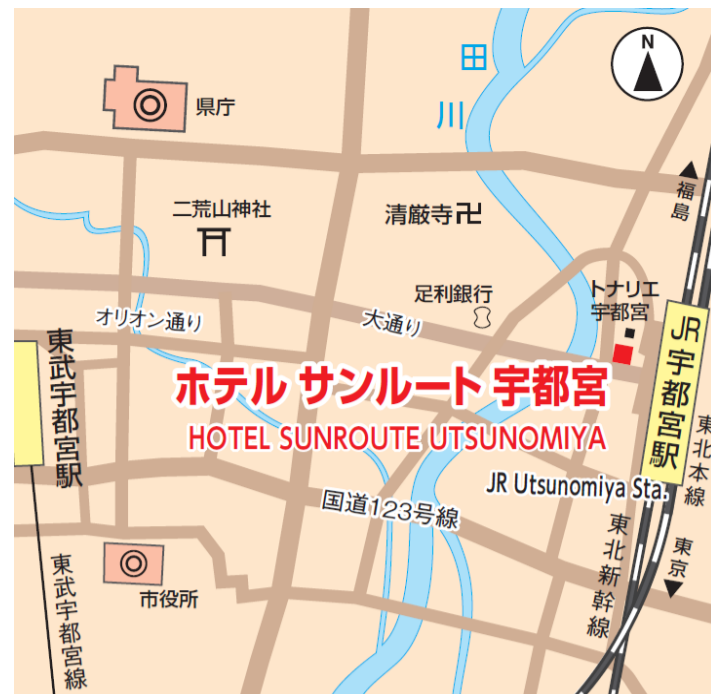 N
田
川
県庁
福島
二荒山神社
清厳寺
足利銀行
トナリエ
宇都宮
オリオン通り
大通り
東武宇都宮駅
JR宇都宮駅
ホテル サンルート 宇都宮
HOTEL SUNROUTE UTSUNOMIYA
東北本線
JR Utsunomiya Sta.
国道123号線
東北新幹線
東京
東武宇都宮線
市役所